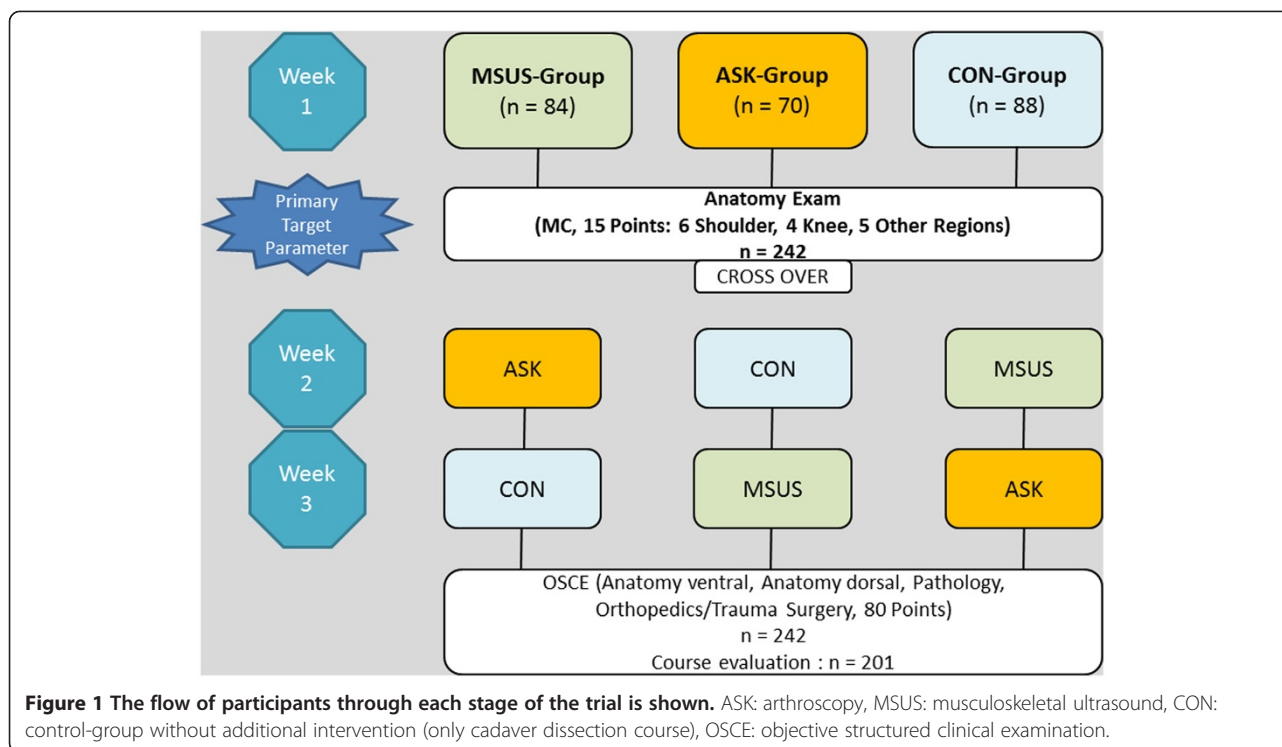 Week
1
MSUS-Group
(n = 84)
ASK-Group
(n = 70)
CON-Group
(n = 88)
Primary
Target
Parameter
Anatomy Exam
(MC, 15 Points: 6 Shoulder, 4 Knee, 5 Other Regions)
n = 242
CROSS OVER
Week
2
ASK
CON
MSUS
Week
3
CON
MSUS
ASK
OSCE (Anatomy ventral, Anatomy dorsal, Pathology,
Orthopedics/Trauma Surgery, 80 Points)
n = 242
Course evaluation : n = 201
Figure 1 The flow of participants through each stage of the trial is shown. ASK: arthroscopy, MSUS: musculoskeletal ultrasound, CON:
control-group without additional intervention (only cadaver dissection course), OSCE: objective structured clinical examination.